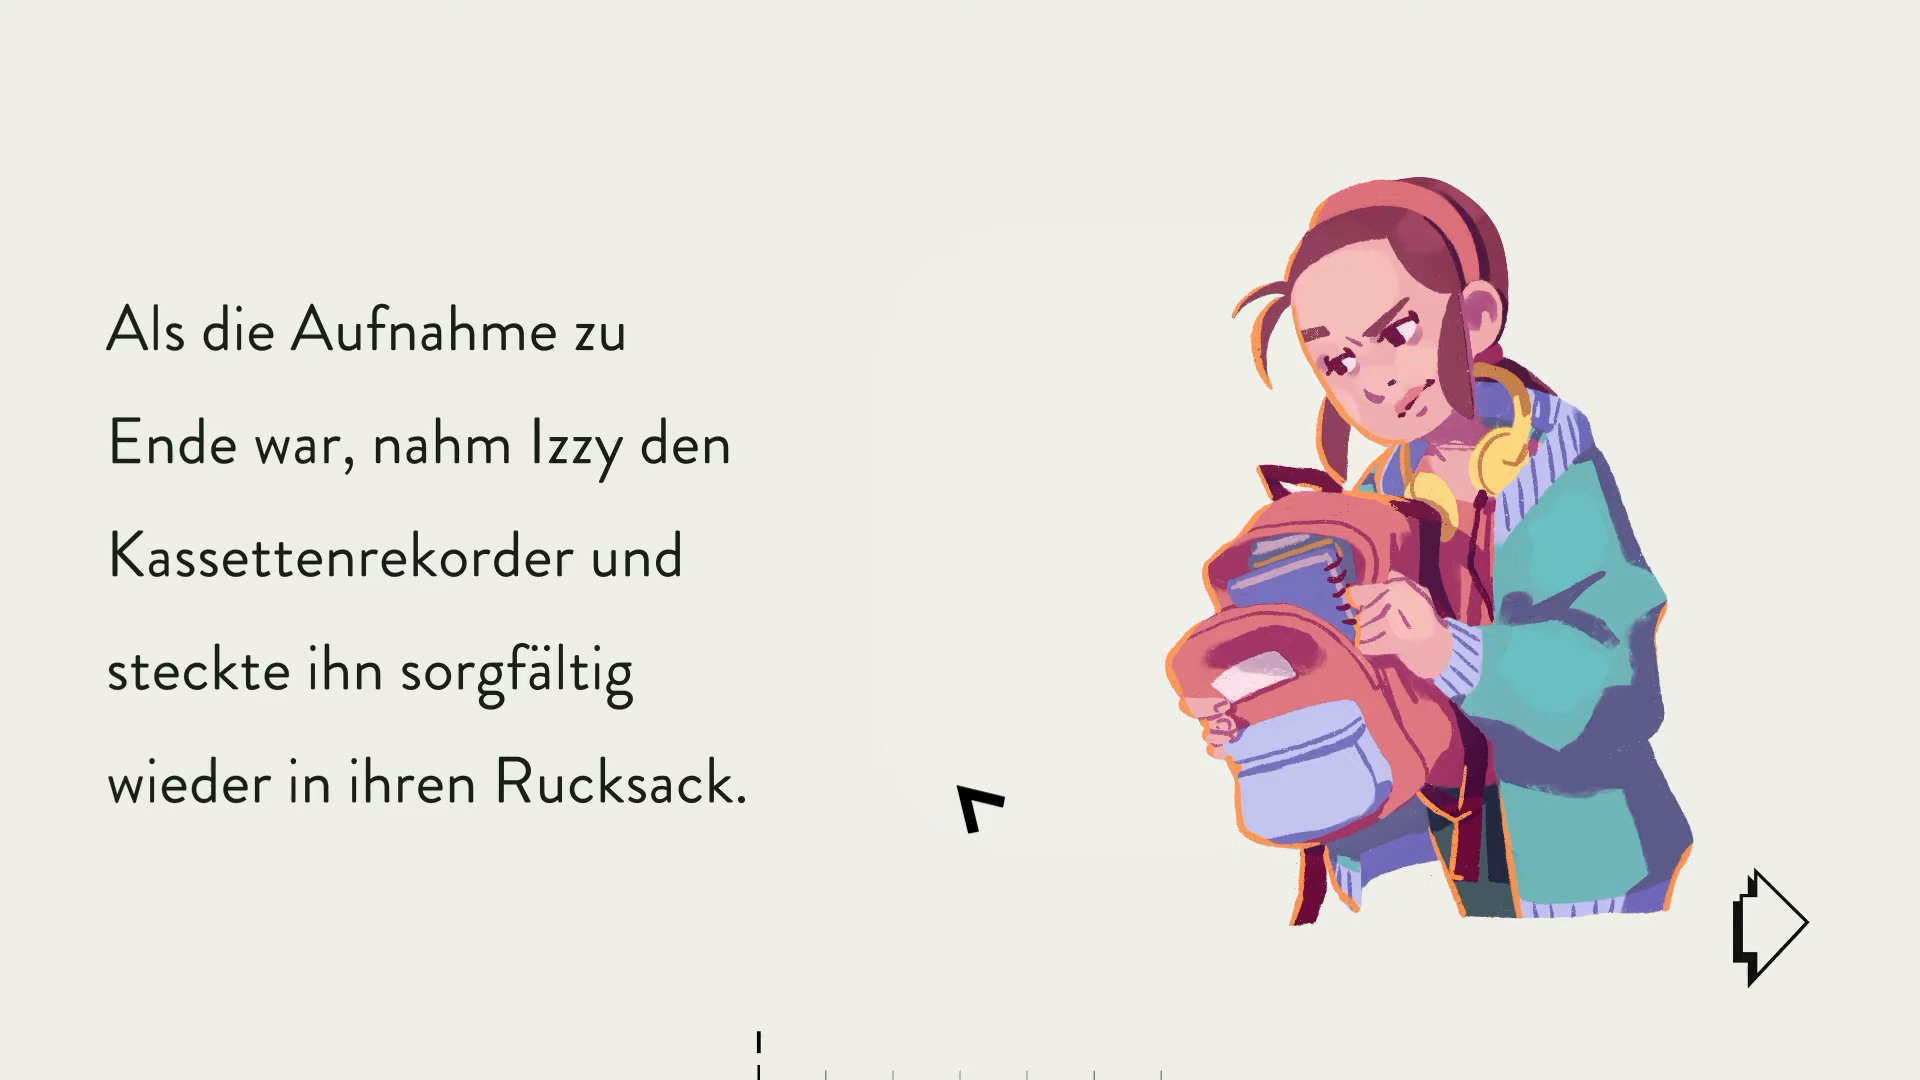 Als die Aufnahme zu
Ende war, nahm Izzy den
Kassettenrekorder und
steckte ihn sorgfältig
wieder in ihren Rucksack.